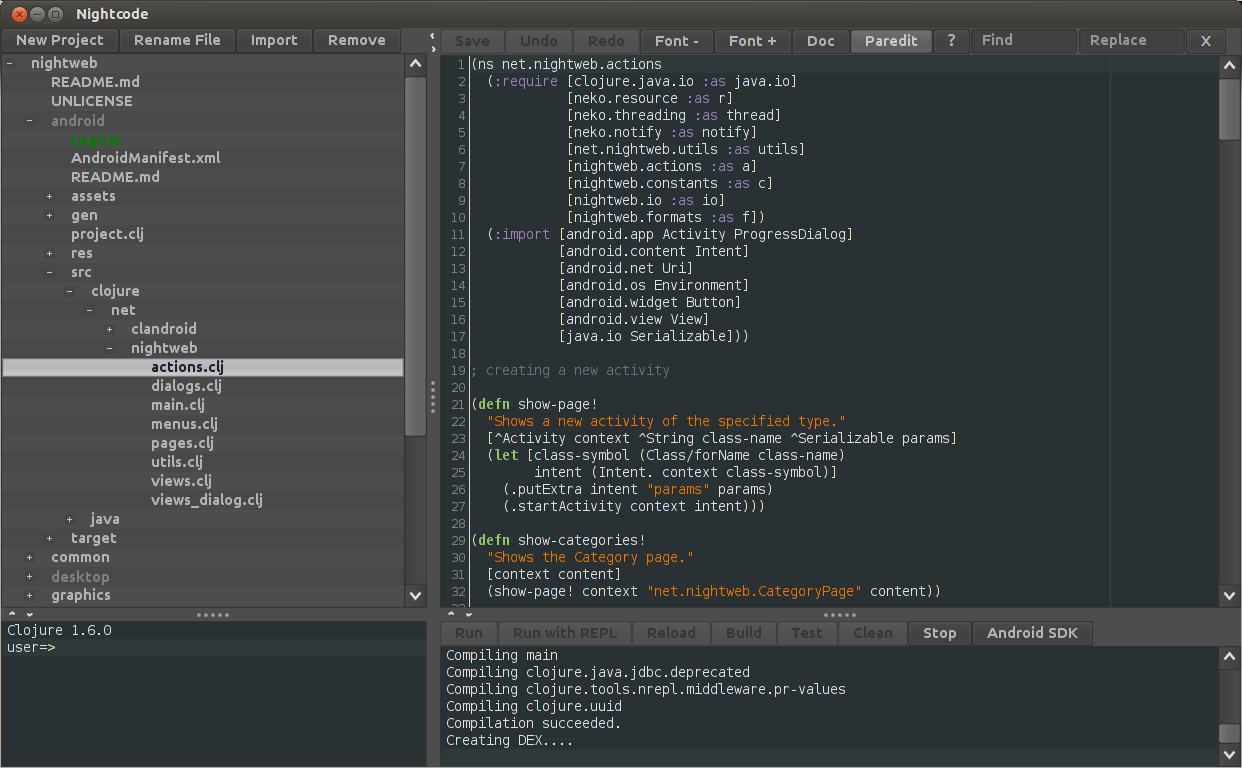 Nightcode
New Project Rename File Import Remove
nightweb
README.md
UNLICENSE
android
LogCat
AndroidManifest.xml
README.md
assets
gen
project.clj
res
src
clojure
net
clandroid
nightweb
actions.clj
dialogs.clj
main.clj
menus.clj
pages.clj
utils.clj
views.clj
views_dialog.clj
java
target
common
desktop
graphics
Save Undo Redo Font - Font + Doc Paredit ? Find Replace X
1 (ns net.nightweb.actions
2 (:require [clojure.java.io :as java.io]
3 [neko.resource :as r]
4 [neko.threading :as thread]
5 [neko.notify :as notify]
6 [net.nightweb.utils :as utils]
7 [nightweb.actions :as a]
8 [nightweb.constants :as c]
9 [nightweb.io :as io]
10 [nightweb.formats :as f])
11 (:import [android.app Activity ProgressDialog]
12 [android.content Intent]
13 [android.net Uri]
14 [android.os Environment]
15 [android.widget Button]
16 [android.view View]
17 [java.io Serializable]))
18
19 ; creating a new activity
20
21 (defn show-page!
22 "Shows a new activity of the specified type."
23 [^Activity context ^String class-name ^Serializable params]
24 (let [class-symbol (Class/forName class-name)
25 intent (Intent. context class-symbol)]
26 (.putExtra intent "params" params)
27 (.startActivity context intent)))
28
29 (defn show-categories!
30 "Shows the Category page."
31 [context content]
32 (show-page! context "net.nightweb.CategoryPage" content))
Clojure 1.6.0
user=>
Run Run with REPL Reload Build Test Clean Stop Android SDK
Compiling main
Compiling clojure.java.jdbc.deprecated
Compiling clojure.tools.nrepl.middleware.pr-values
Compiling clojure.uuid
Compilation succeeded.
Creating DEX....